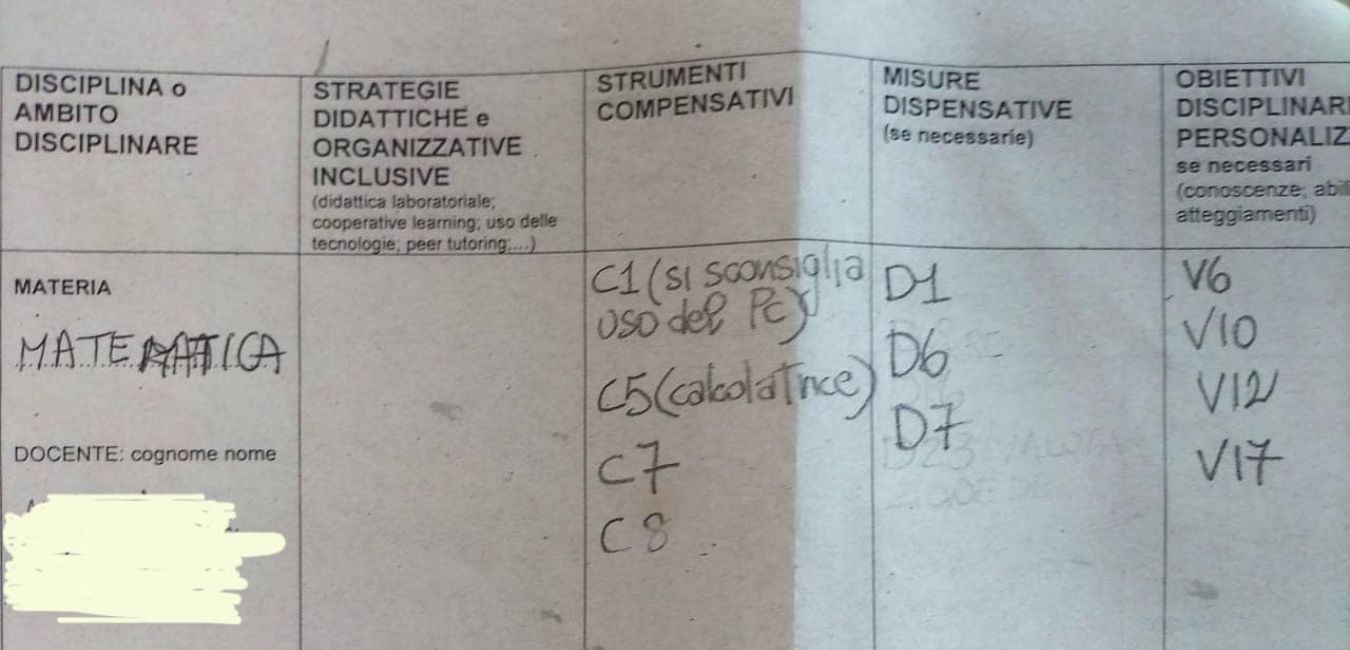 DISCIPLINA o
AMBITO
DISCIPLINARE
STRATEGIE
DIDATTICHE e
ORGANIZZATIVE
INCLUSIVE
(didattica laboratoriale;
cooperative learning; uso delle
tecnologie; peer tutoring;...)
STRUMENTI
COMPENSATIVI
MISURE
DISPENSATIVE
(se necessarie)
OBIETTIVI
DISCIPLINARI
PERSONALIZ
se necessari
(conoscenze; abili
atteggiamenti)
MATERIA
MATEMATICA
DOCENTE: cognome nome
C1 (si sconsiglia
uso del PC)
C5 (calcolatrice)
C7
C8
D1
D6
D7
V6
V10
V12
V17